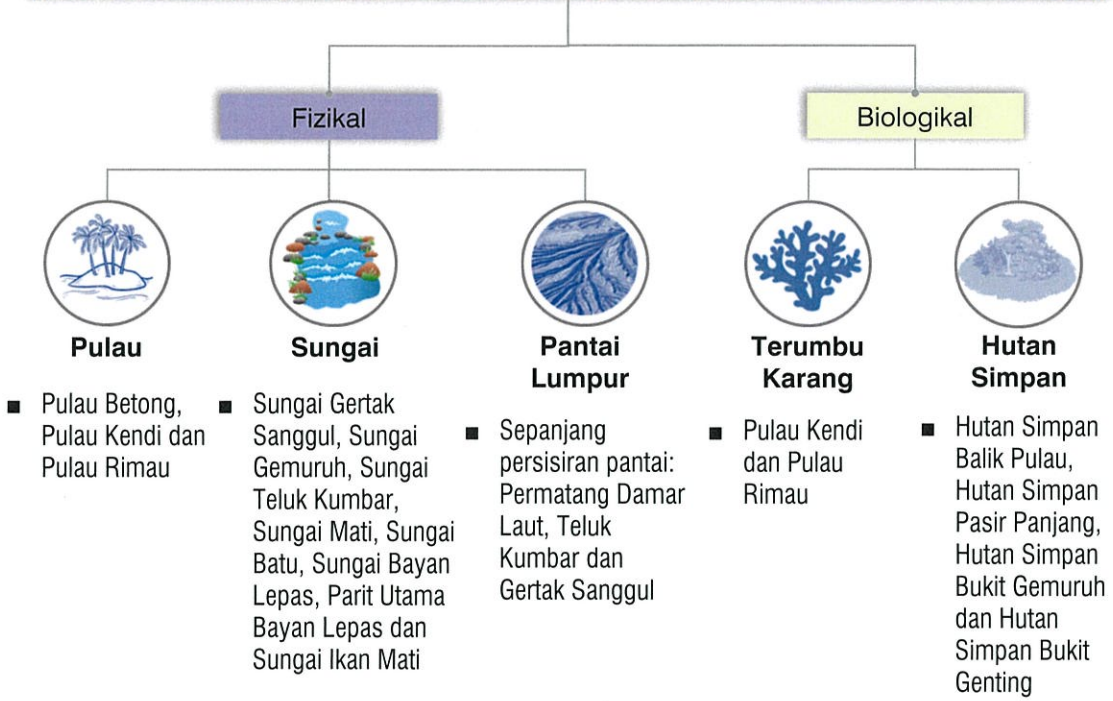 Fizikal
Biologikal
Pulau
■ Pulau Betong,
Pulau Kendi dan
Pulau Rimau
Sungai
■ Sungai Gertak
Sanggul, Sungai
Gemuruh, Sungai
Teluk Kumbar,
Sungai Mati, Sungai
Batu, Sungai Bayan
Lepas, Parit Utama
Bayan Lepas dan
Sungai Ikan Mati
Pantai
Lumpur
■ Sepanjang
persisiran pantai:
Permatang Damar
Laut, Teluk
Kumbar dan
Gertak Sanggul
Terumbu
Karang
■ Pulau Kendi
dan Pulau
Rimau
Hutan
Simpan
■ Hutan Simpan
Balik Pulau,
Hutan Simpan
Pasir Panjang,
Hutan Simpan
Bukit Gemuruh
dan Hutan
Simpan Bukit
Genting